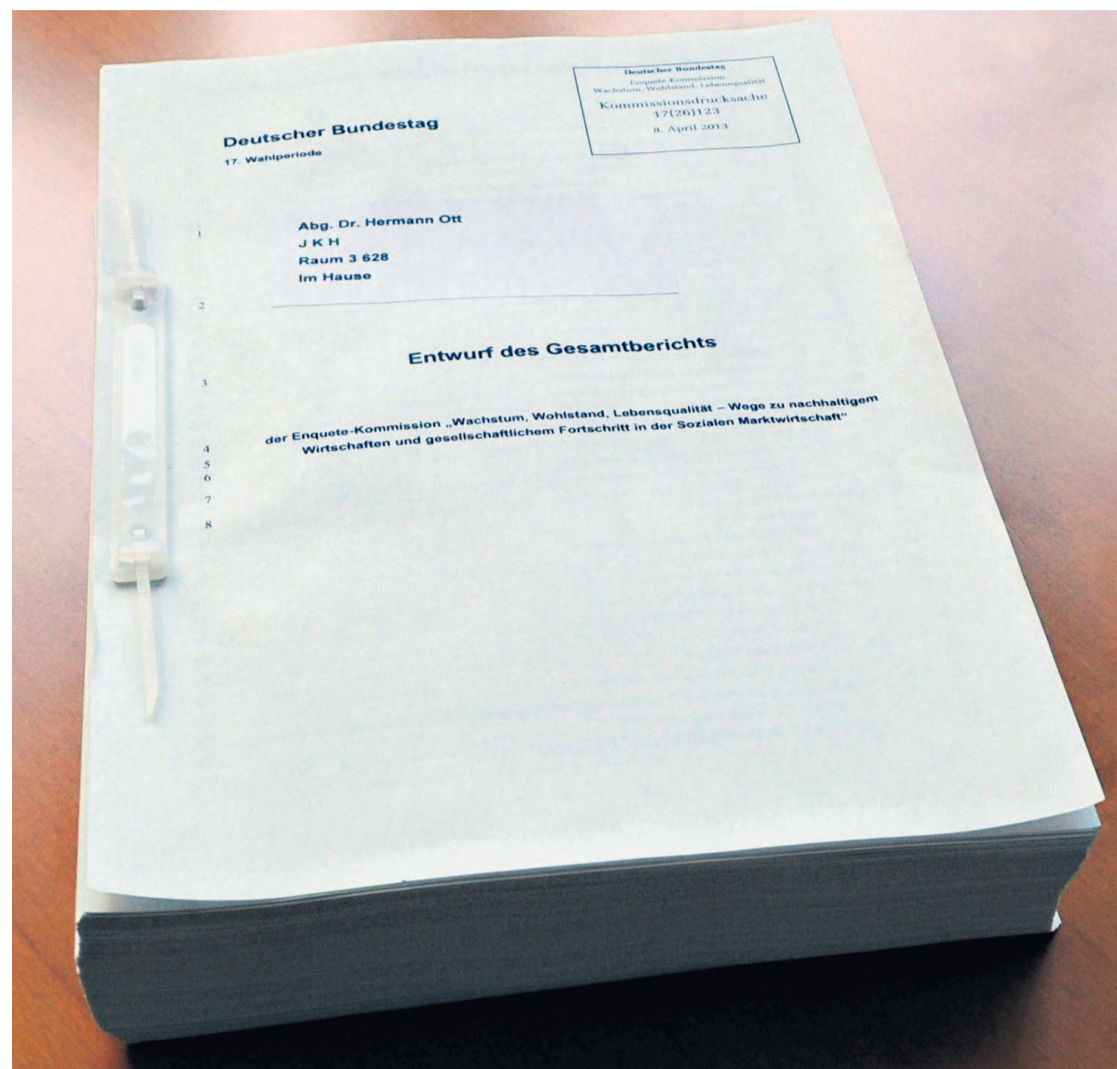 Deutscher Bundestag
Enquete-Kommission
Wachstum, Wohlstand, Lebensqualität
Kommissionsdrucksache
17(26)123
8. April 2013
Deutscher Bundestag
17. Wahlperiode
1 Abg. Dr. Hermann Ott
J K H
Raum 3 628
Im Hause
2
Entwurf des Gesamtberichts
3
der Enquete-Kommission „Wachstum, Wohlstand, Lebensqualität – Wege zu nachhaltigem
4 Wirtschaften und gesellschaftlichem Fortschritt in der Sozialen Marktwirtschaft"
5
6
7
8